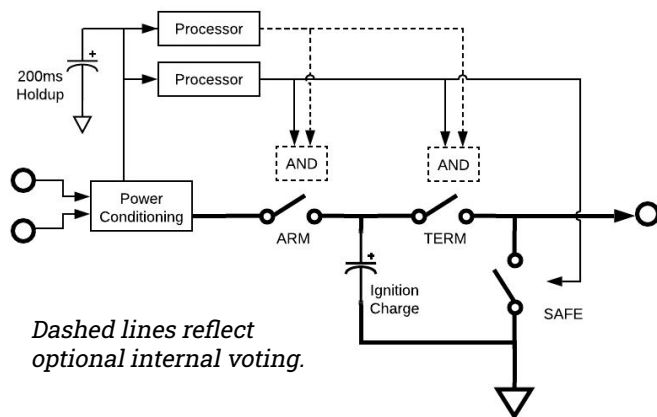 Processor
200ms
Holdup
+
Processor
AND
AND
Power
Conditioning
ARM
TERM
+
Ignition
Charge
SAFE
Dashed lines reflect
optional internal voting.